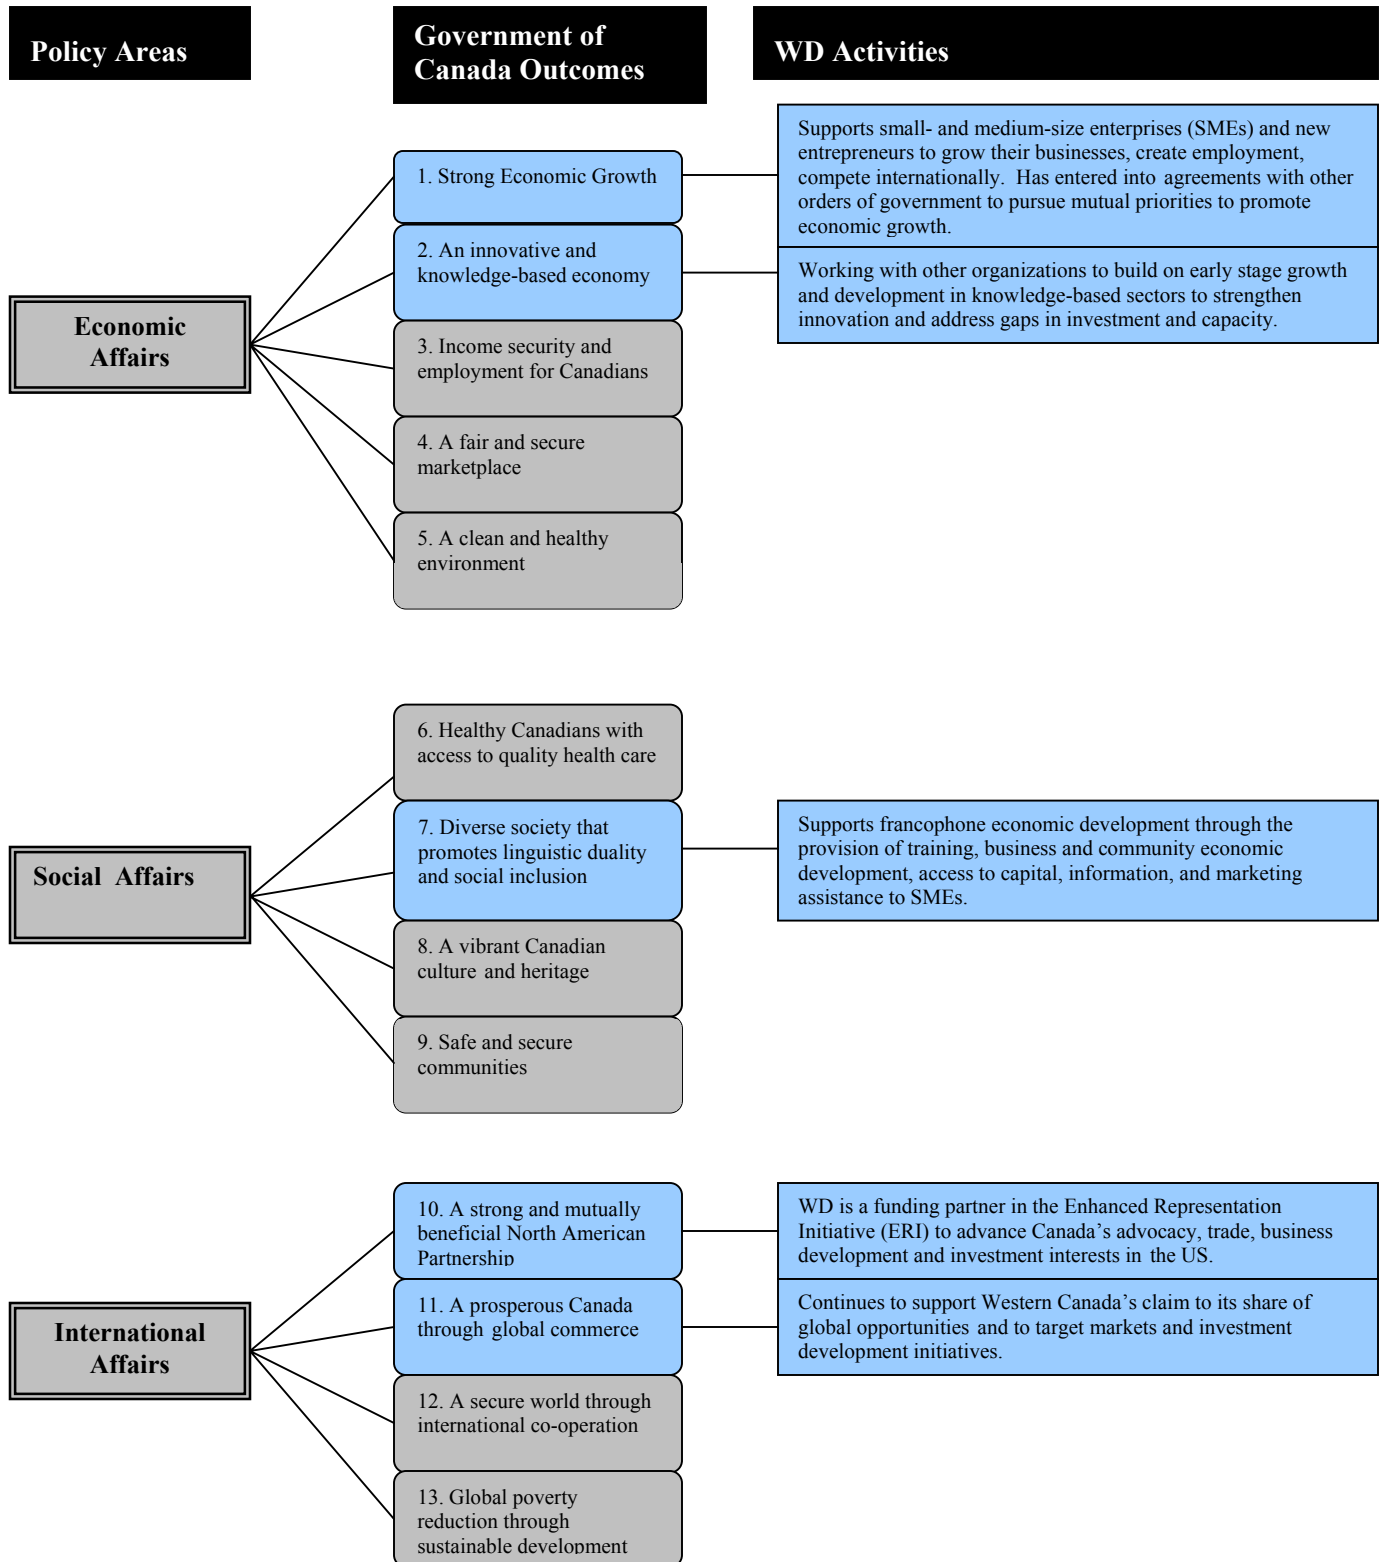 Policy Areas
Government of
Canada Outcomes
WD Activities
Economic
Affairs
1. Strong Economic Growth
Supports small- and medium-size enterprises (SMEs) and new
entrepreneurs to grow their businesses, create employment,
compete internationally. Has entered into agreements with other
orders of government to pursue mutual priorities to promote
economic growth.
2. An innovative and
knowledge-based economy
Working with other organizations to build on early stage growth
and development in knowledge-based sectors to strengthen
innovation and address gaps in investment and capacity.
3. Income security and
employment for Canadians
4. A fair and secure
marketplace
5. A clean and healthy
environment
Social Affairs
6. Healthy Canadians with
access to quality health care
7. Diverse society that
promotes linguistic duality
and social inclusion
Supports francophone economic development through the
provision of training, business and community economic
development, access to capital, information, and marketing
assistance to SMEs.
8. A vibrant Canadian
culture and heritage
9. Safe and secure
communities
International
Affairs
10. A strong and mutually
beneficial North American
Partnership
WD is a funding partner in the Enhanced Representation
Initiative (ERI) to advance Canada's advocacy, trade, business
development and investment interests in the US.
11. A prosperous Canada
through global commerce
Continues to support Western Canada's claim to its share of
global opportunities and to target markets and investment
development initiatives.
12. A secure world through
international co-operation
13. Global poverty
reduction through
sustainable development